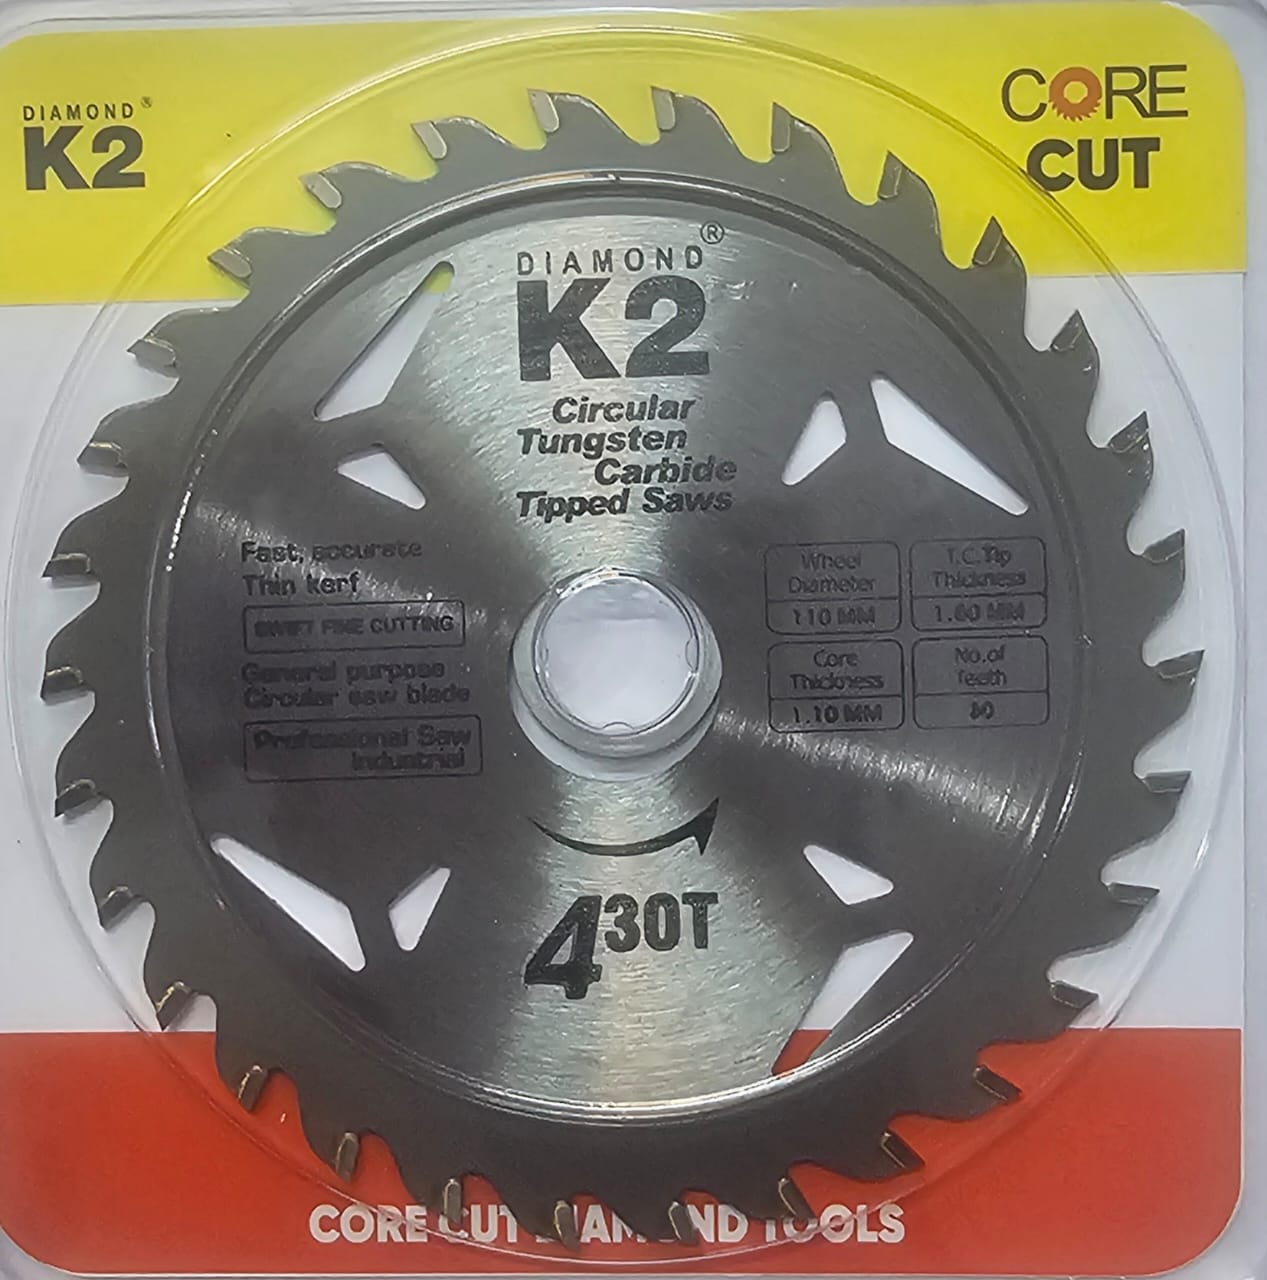 DIAMOND ®
K2
CORE
CUT
DIAMOND ®
K2
Circular
Tungsten
Carbide
Tipped Saws
Fast, accurate
Thin kerf
SWIFT FINE CUTTING
General purpose
Circular saw blade
Professional Saw
Industrial
Wheel
Diameter
110 MM
T.C. Tip
Thickness
1.60 MM
Core
Thickness
1.10 MM
No. of
Teeth
30
4 30T
CORE CUT DIAMOND TOOLS